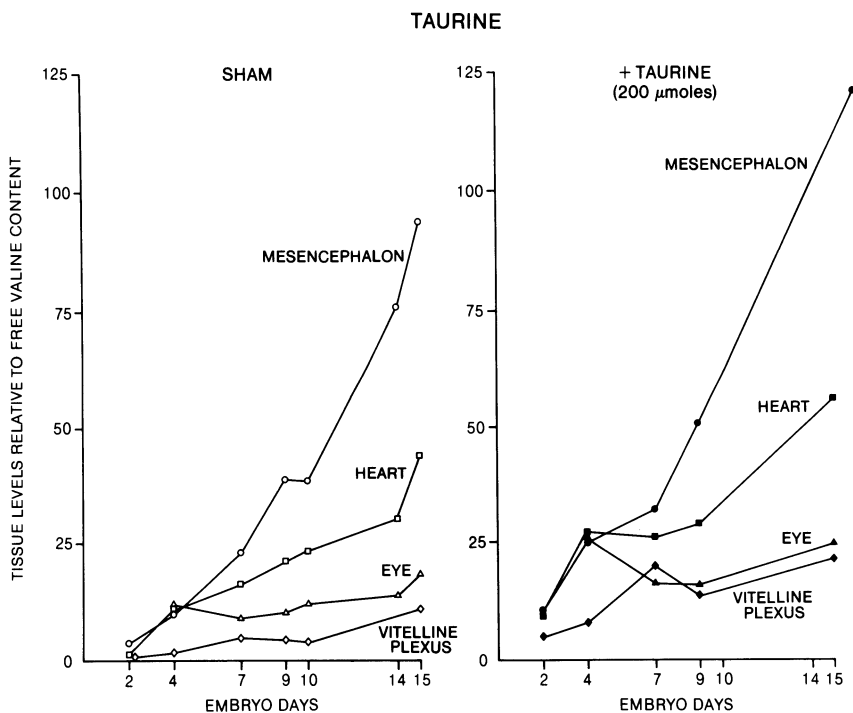 TAURINE
SHAM
TISSUE LEVELS RELATIVE TO FREE VALINE CONTENT
125
100
75
50
25
0
MESENCEPHALON
HEART
EYE
VITELLINE
PLEXUS
2 4 7 9 10 14 15
EMBRYO DAYS
+ TAURINE
(200 μmoles)
125
100
75
50
25
0
MESENCEPHALON
HEART
EYE
VITELLINE
PLEXUS
2 4 7 9 10 14 15
EMBRYO DAYS